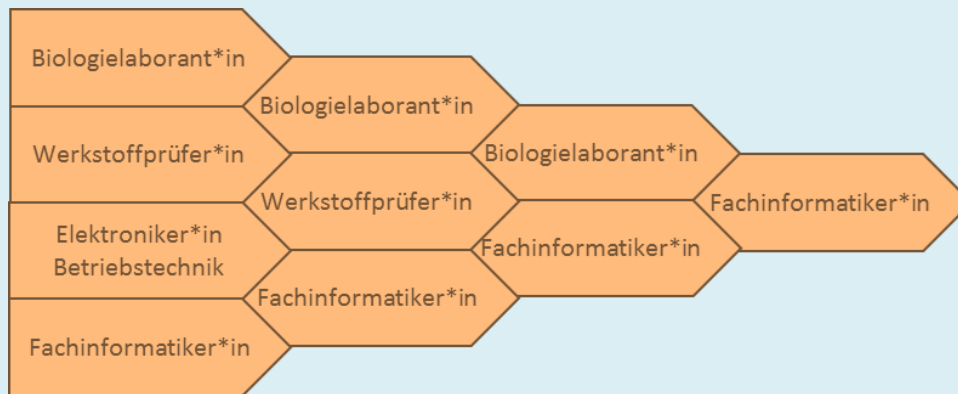 Biologielaborant*in
Werkstoffprüfer*in
Elektroniker*in
Betriebstechnik
Fachinformatiker*in
Biologielaborant*in
Werkstoffprüfer*in
Fachinformatiker*in
Biologielaborant*in
Fachinformatiker*in
Fachinformatiker*in